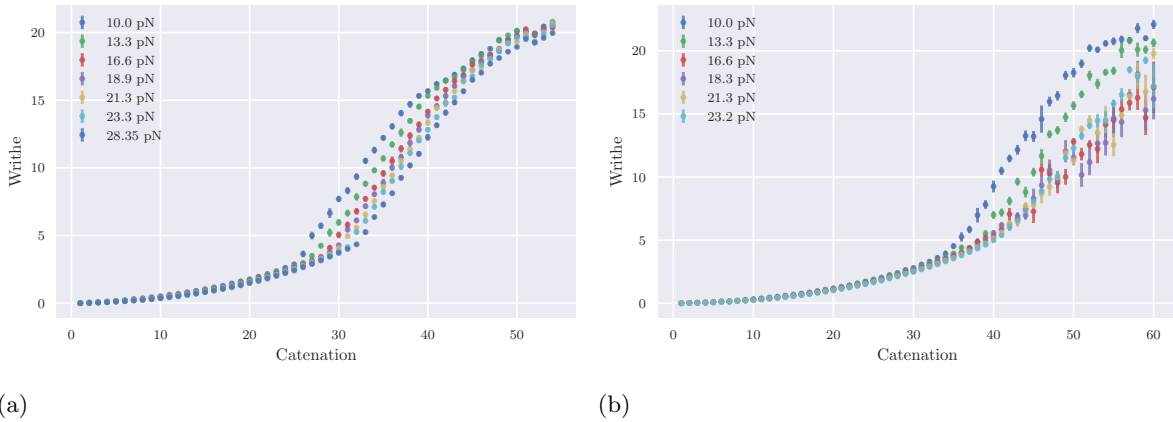 10.0 pN
13.3 pN
16.6 pN
18.9 pN
21.3 pN
23.3 pN
28.35 pN
20
15
10
5
0
Writhe
0 10 20 30 40 50
Catenation
(a)
10.0 pN
13.3 pN
16.6 pN
18.3 pN
21.3 pN
23.2 pN
20
15
10
5
0
Writhe
0 10 20 30 40 50 60
Catenation
(b)